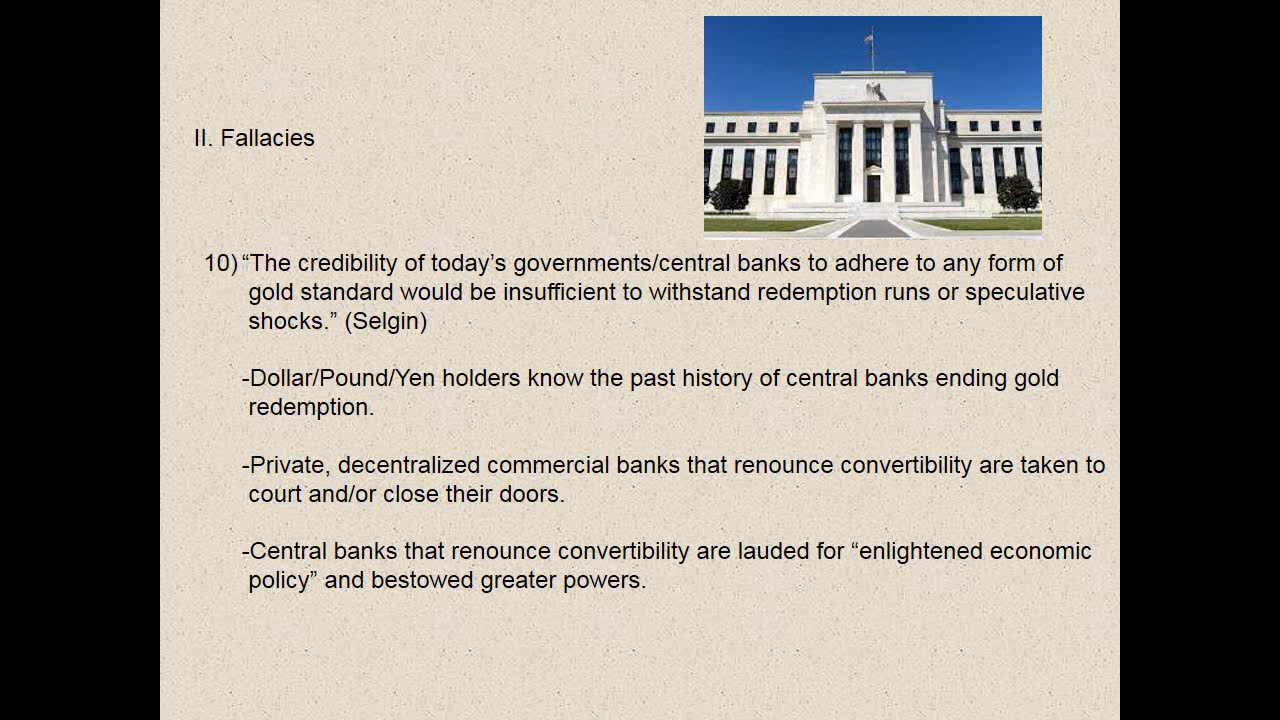 II. Fallacies
10) “The credibility of today’s governments/central banks to adhere to any form of
gold standard would be insufficient to withstand redemption runs or speculative
shocks.” (Selgin)
-Dollar/Pound/Yen holders know the past history of central banks ending gold
redemption.
-Private, decentralized commercial banks that renounce convertibility are taken to
court and/or close their doors.
-Central banks that renounce convertibility are lauded for “enlightened economic
policy” and bestowed greater powers.